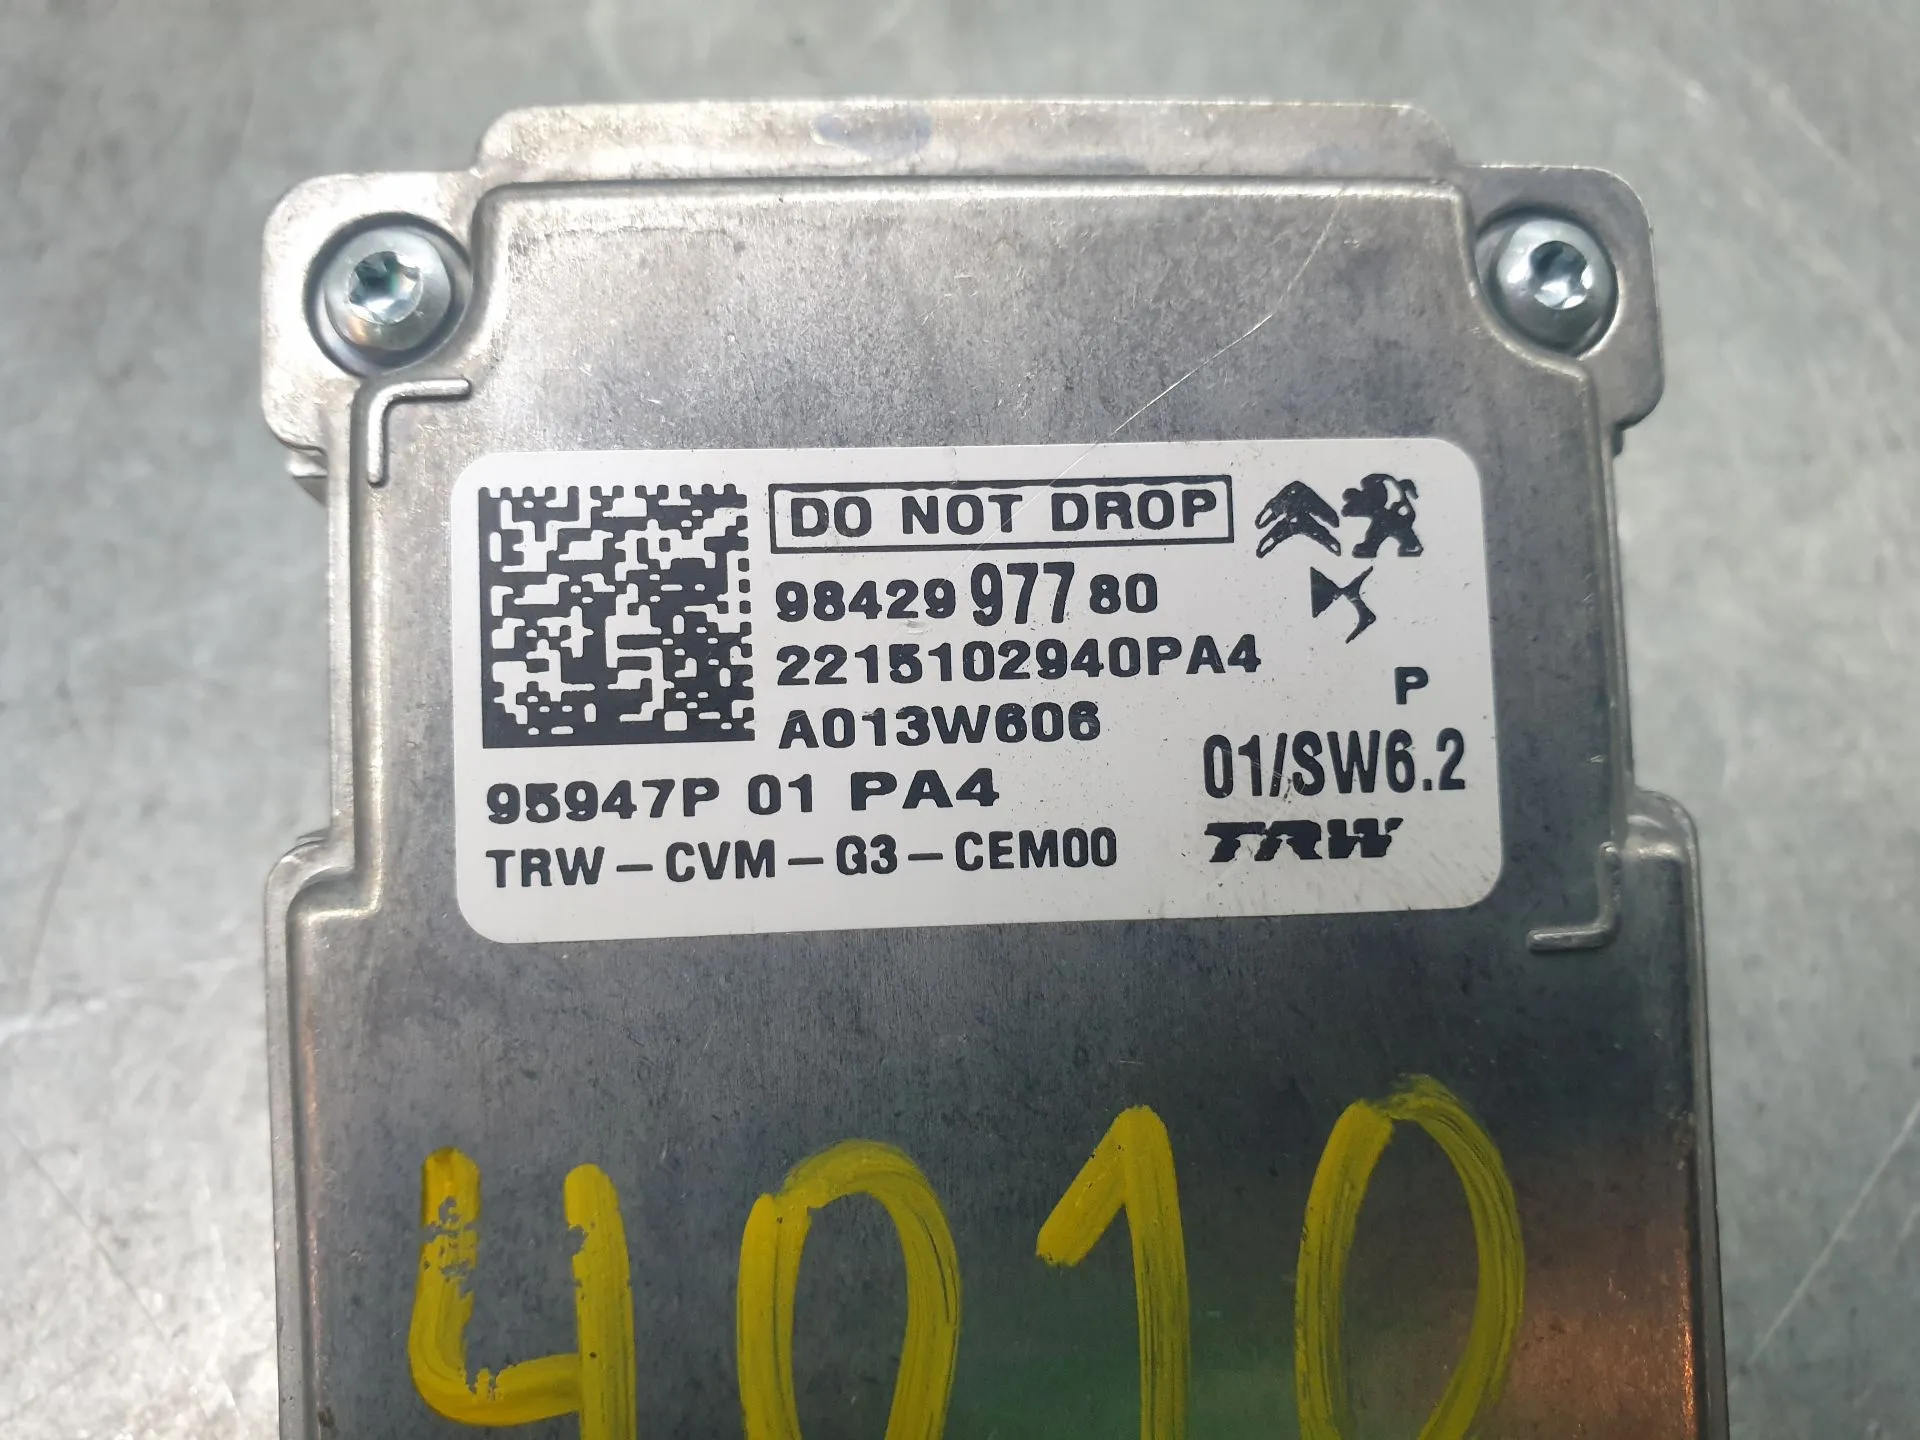 DO NOT DROP
98429 977 80
2215102940PA4
P
A013W606
01/SW6.2
95947P 01 PA4
TRW-CVM-G3-CEM00
TRW
4010